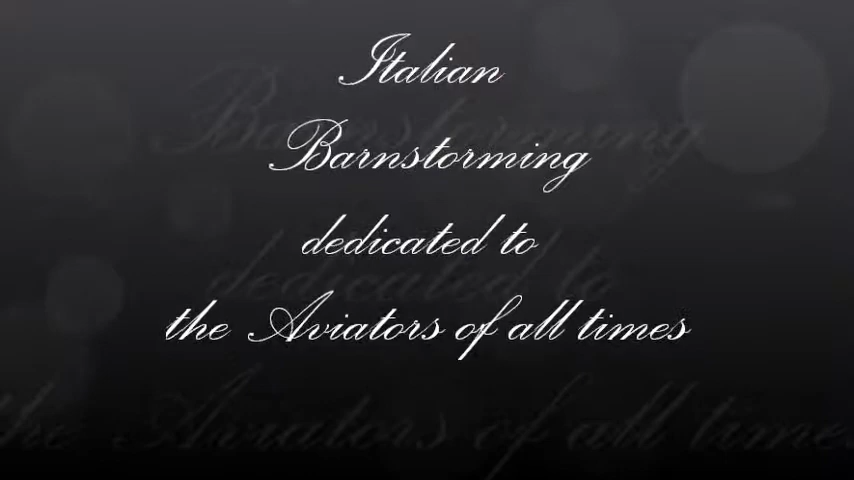 Italian
Barnstorming
dedicated to
the Aviators of all times